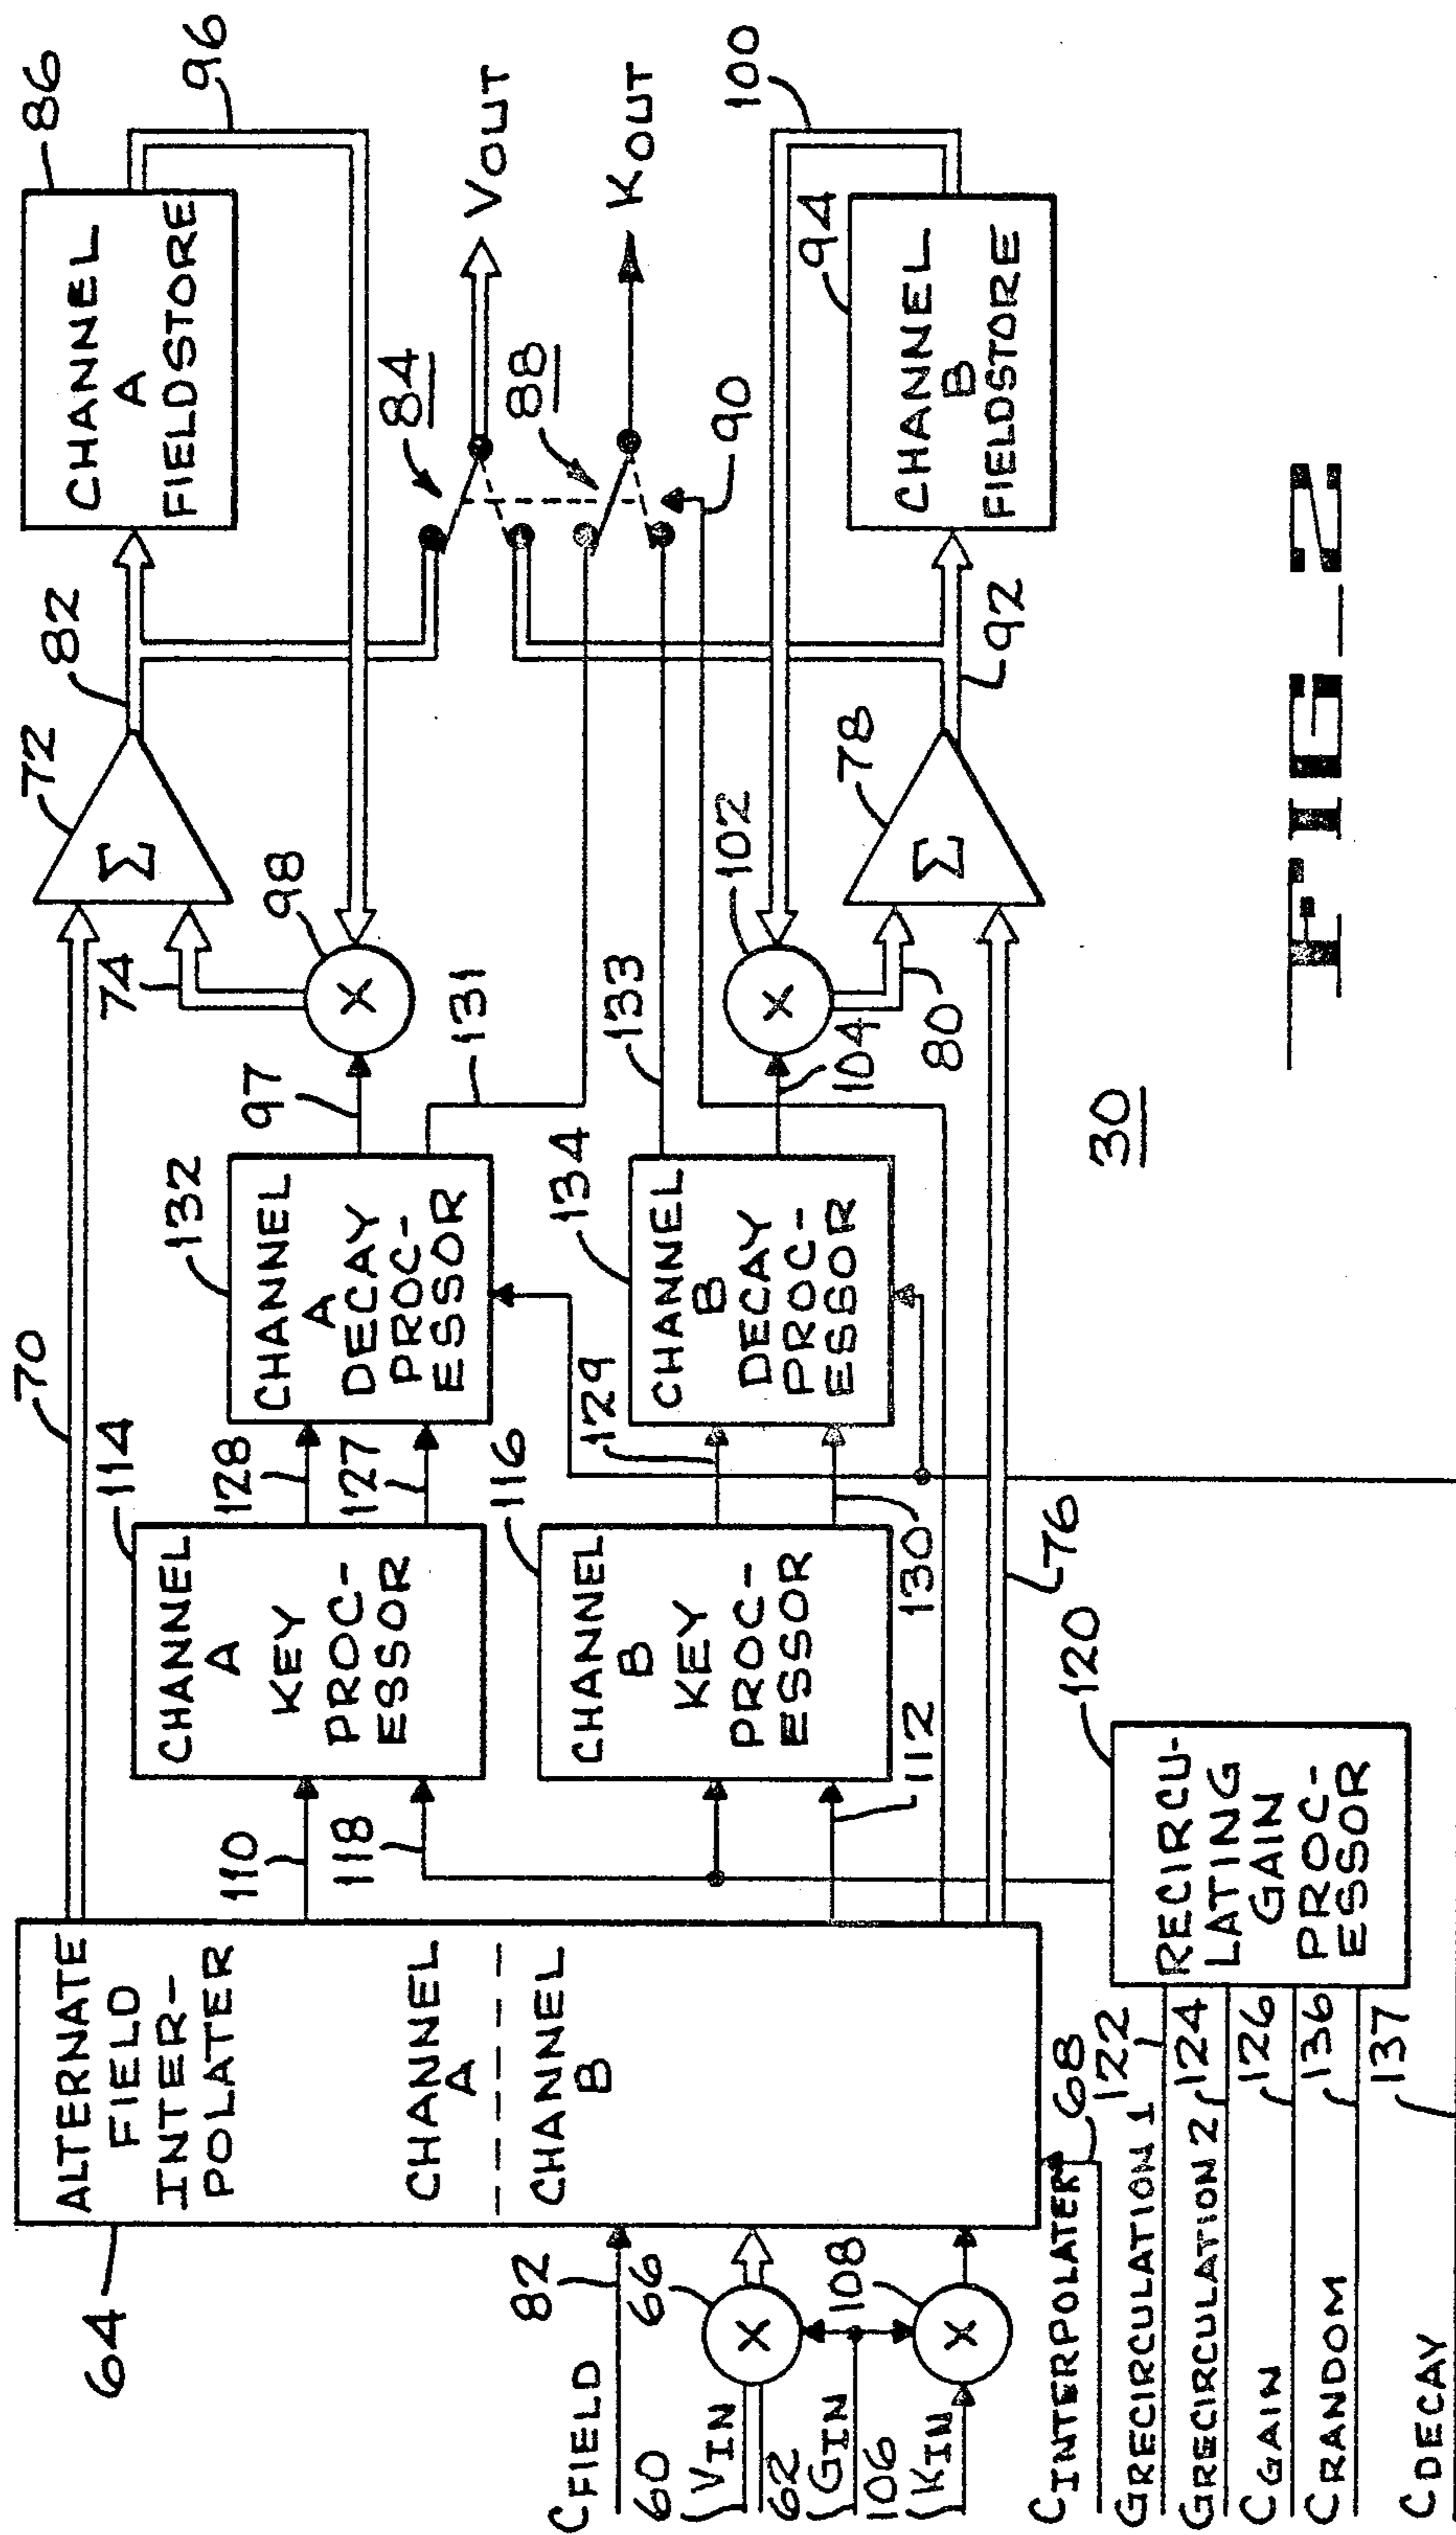 ALTERNATE
FIELD
INTER-
POLATER
CHANNEL
A
CHANNEL
B
64
CFIELD
82
60
VIN
66
62
GIN
106
KIN
108
CINTERPOLATER
68
GRECIRCULATION 1
122
GRECIRCULATION 2
124
CGAIN
126
CRANDOM
136
CDECAY
137
RECIRCU-
LATING
GAIN
PROC-
ESSOR
120
70
110
118
112
76
CHANNEL
A
KEY
PROC-
ESSOR
114
CHANNEL
B
KEY
PROC-
ESSOR
116
128
127
129
130
CHANNEL
A
DECAY
PROC-
ESSOR
132
CHANNEL
B
DECAY
PROC-
ESSOR
134
97
131
133
104
X
98
X
102
X
X
74
80
Σ
72
Σ
78
82
92
CHANNEL
A
FIELDSTORE
86
96
CHANNEL
B
FIELDSTORE
94
100
84
88
90
VOUT
KOUT
30
FIG_2